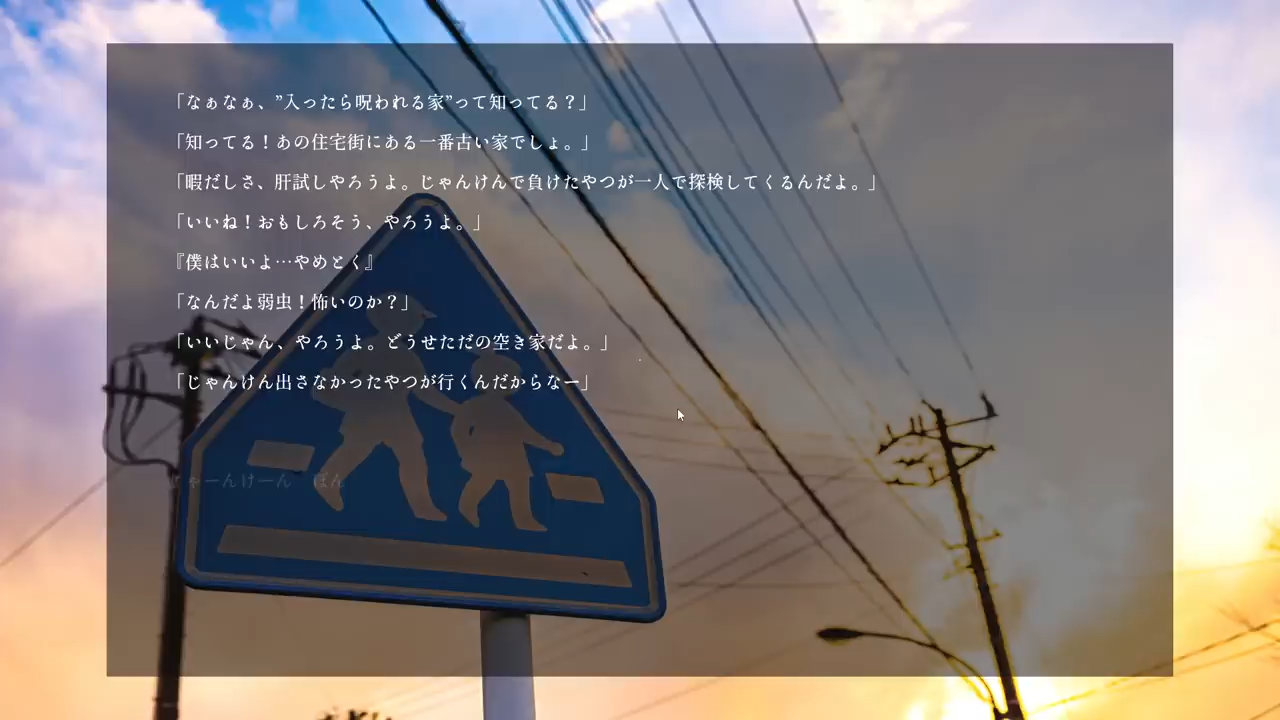 「なぁなぁ、”入ったら呪われる家”って知ってる？」
「知ってる！あの住宅街にある一番古い家でしょ。」
「暇だしさ、肝試しやろうよ。じゃんけんで負けたやつが一人で探検してくるんだよ。」
「いいね！おもしろそう、やろうよ。」
『僕はいいよ…やめとく』
「なんだよ弱虫！怖いのか？」
「いいじゃん、やろうよ。どうせただの空き家だよ。」
「じゃんけん出さなかったやつが行くんだからなー」
じゃーんけーん　ぽん